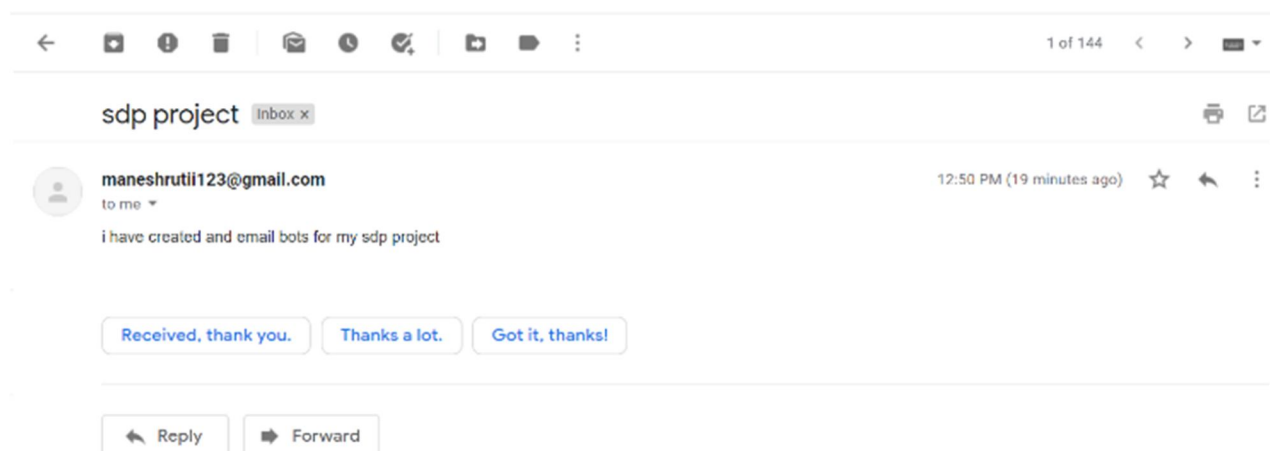 1 of 144
sdp project Inbox ×
maneshrutii123@gmail.com 12:50 PM (19 minutes ago)
to me
i have created and email bots for my sdp project
Received, thank you. Thanks a lot. Got it, thanks!
Reply Forward